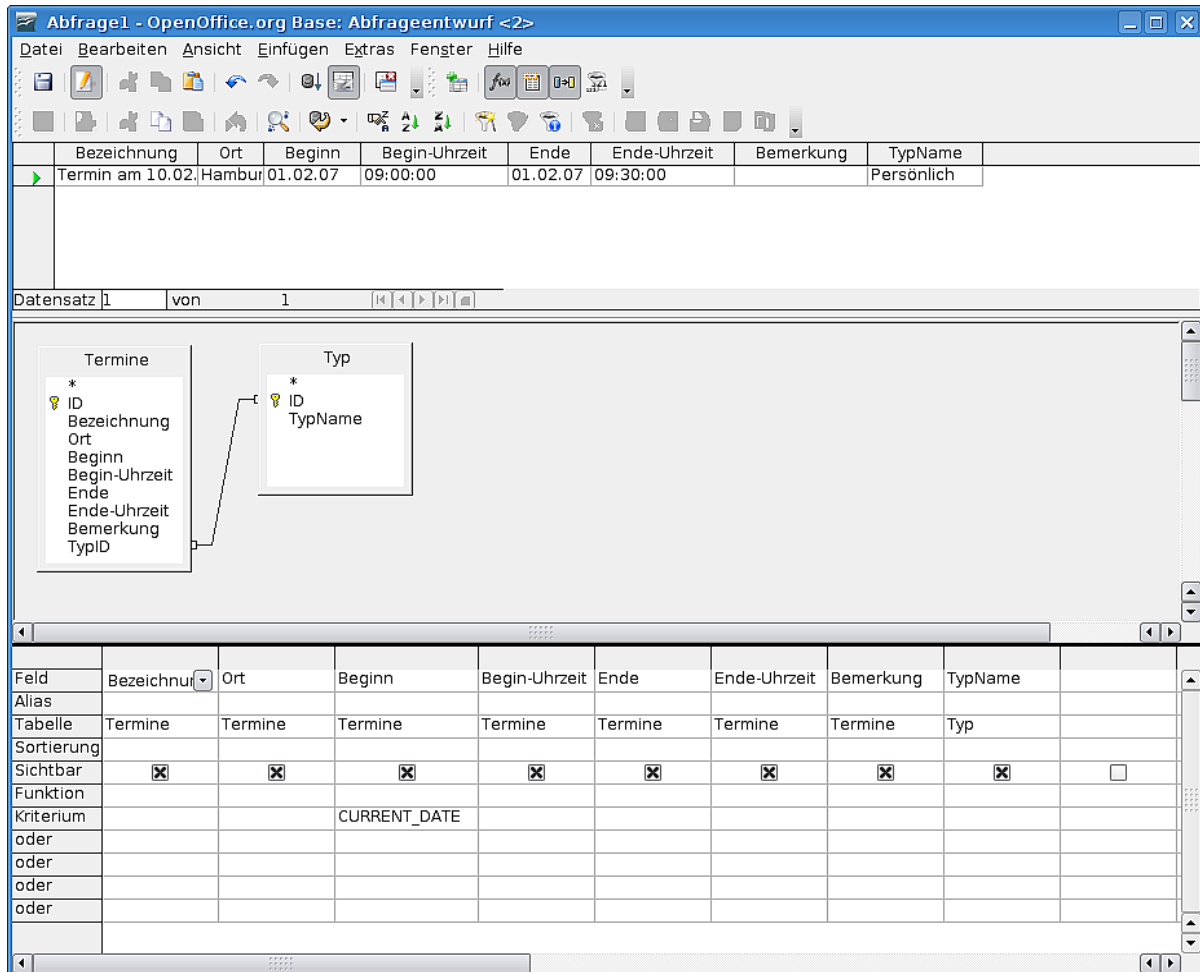 Abfrage1 - OpenOffice.org Base: Abfrageentwurf <2>
Datei Bearbeiten Ansicht Einfügen Extras Fenster Hilfe
Bezeichnung Ort Beginn Begin-Uhrzeit Ende Ende-Uhrzeit Bemerkung TypName
Termin am 10.02. Hambur 01.02.07 09:00:00 01.02.07 09:30:00 Persönlich
Datensatz 1 von 1
Termine
*
ID
Bezeichnung
Ort
Beginn
Begin-Uhrzeit
Ende
Ende-Uhrzeit
Bemerkung
TypID
Typ
*
ID
TypName
Feld Bezeichnur Ort Beginn Begin-Uhrzeit Ende Ende-Uhrzeit Bemerkung TypName
Alias
Tabelle Termine Termine Termine Termine Termine Termine Termine Typ
Sortierung
Sichtbar
Funktion
Kriterium CURRENT_DATE
oder
oder
oder
oder